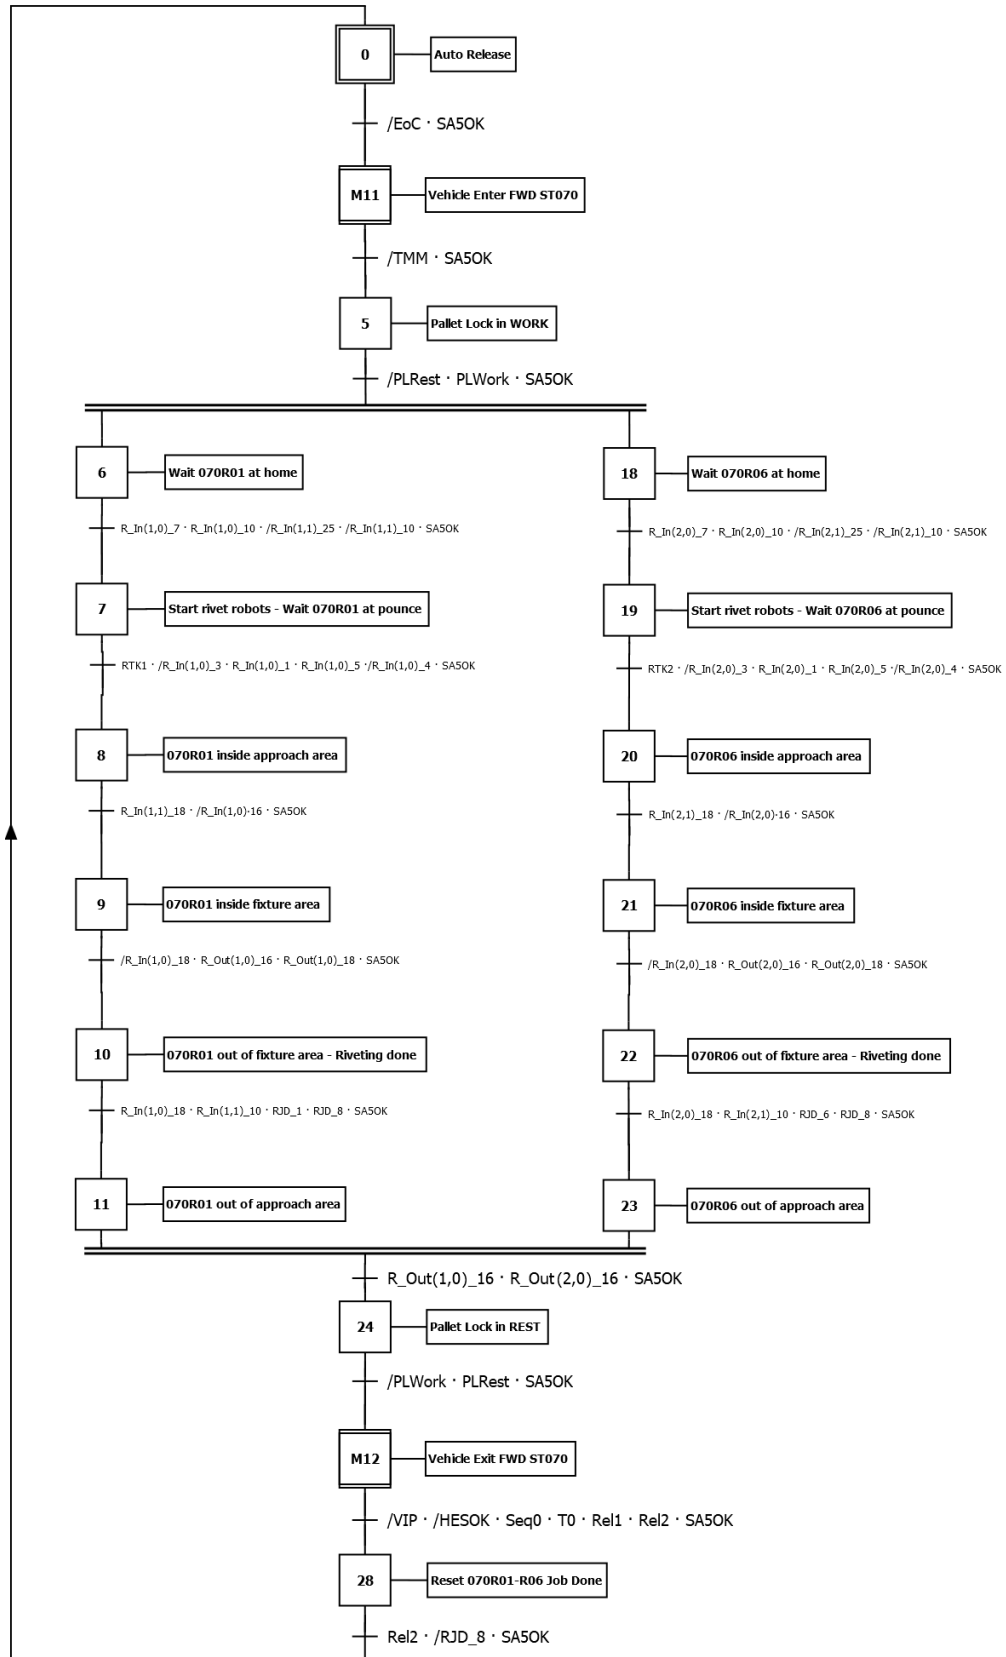 0
Auto Release
/EoC · SA5OK
M11
Vehicle Enter FWD ST070
/TMM · SA5OK
5
Pallet Lock in WORK
/PLRest · PLWork · SA5OK
6
Wait 070R01 at home
18
Wait 070R06 at home
R_In(1,0)_7 · R_In(1,0)_10 · /R_In(1,1)_25 · /R_In(1,1)_10 · SA5OK
R_In(2,0)_7 · R_In(2,0)_10 · /R_In(2,1)_25 · /R_In(2,1)_10 · SA5OK
7
Start rivet robots - Wait 070R01 at pounce
19
Start rivet robots - Wait 070R06 at pounce
RTK1 · /R_In(1,0)_3 · R_In(1,0)_1 · R_In(1,0)_5 ·/R_In(1,0)_4 · SA5OK
RTK2 · /R_In(2,0)_3 · R_In(2,0)_1 · R_In(2,0)_5 ·/R_In(2,0)_4 · SA5OK
8
070R01 inside approach area
20
070R06 inside approach area
R_In(1,1)_18 · /R_In(1,0)·16 · SA5OK
R_In(2,1)_18 · /R_In(2,0)·16 · SA5OK
9
070R01 inside fixture area
21
070R06 inside fixture area
/R_In(1,0)_18 · R_Out(1,0)_16 · R_Out(1,0)_18 · SA5OK
/R_In(2,0)_18 · R_Out(2,0)_16 · R_Out(2,0)_18 · SA5OK
10
070R01 out of fixture area - Riveting done
22
070R06 out of fixture area - Riveting done
R_In(1,0)_18 · R_In(1,1)_10 · RJD_1 · RJD_8 · SA5OK
R_In(2,0)_18 · R_In(2,1)_10 · RJD_6 · RJD_8 · SA5OK
11
070R01 out of approach area
23
070R06 out of approach area
R_Out(1,0)_16 · R_Out(2,0)_16 · SA5OK
24
Pallet Lock in REST
/PLWork · PLRest · SA5OK
M12
Vehicle Exit FWD ST070
/VIP · /HESOK · Seq0 · T0 · Rel1 · Rel2 · SA5OK
28
Reset 070R01-R06 Job Done
Rel2 · /RJD_8 · SA5OK